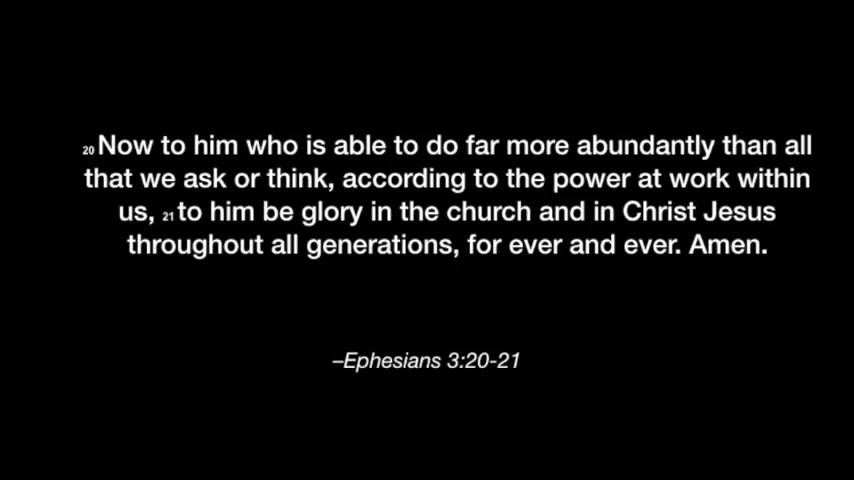 20 Now to him who is able to do far more abundantly than all
that we ask or think, according to the power at work within
us, 21 to him be glory in the church and in Christ Jesus
throughout all generations, for ever and ever. Amen.
–Ephesians 3:20-21